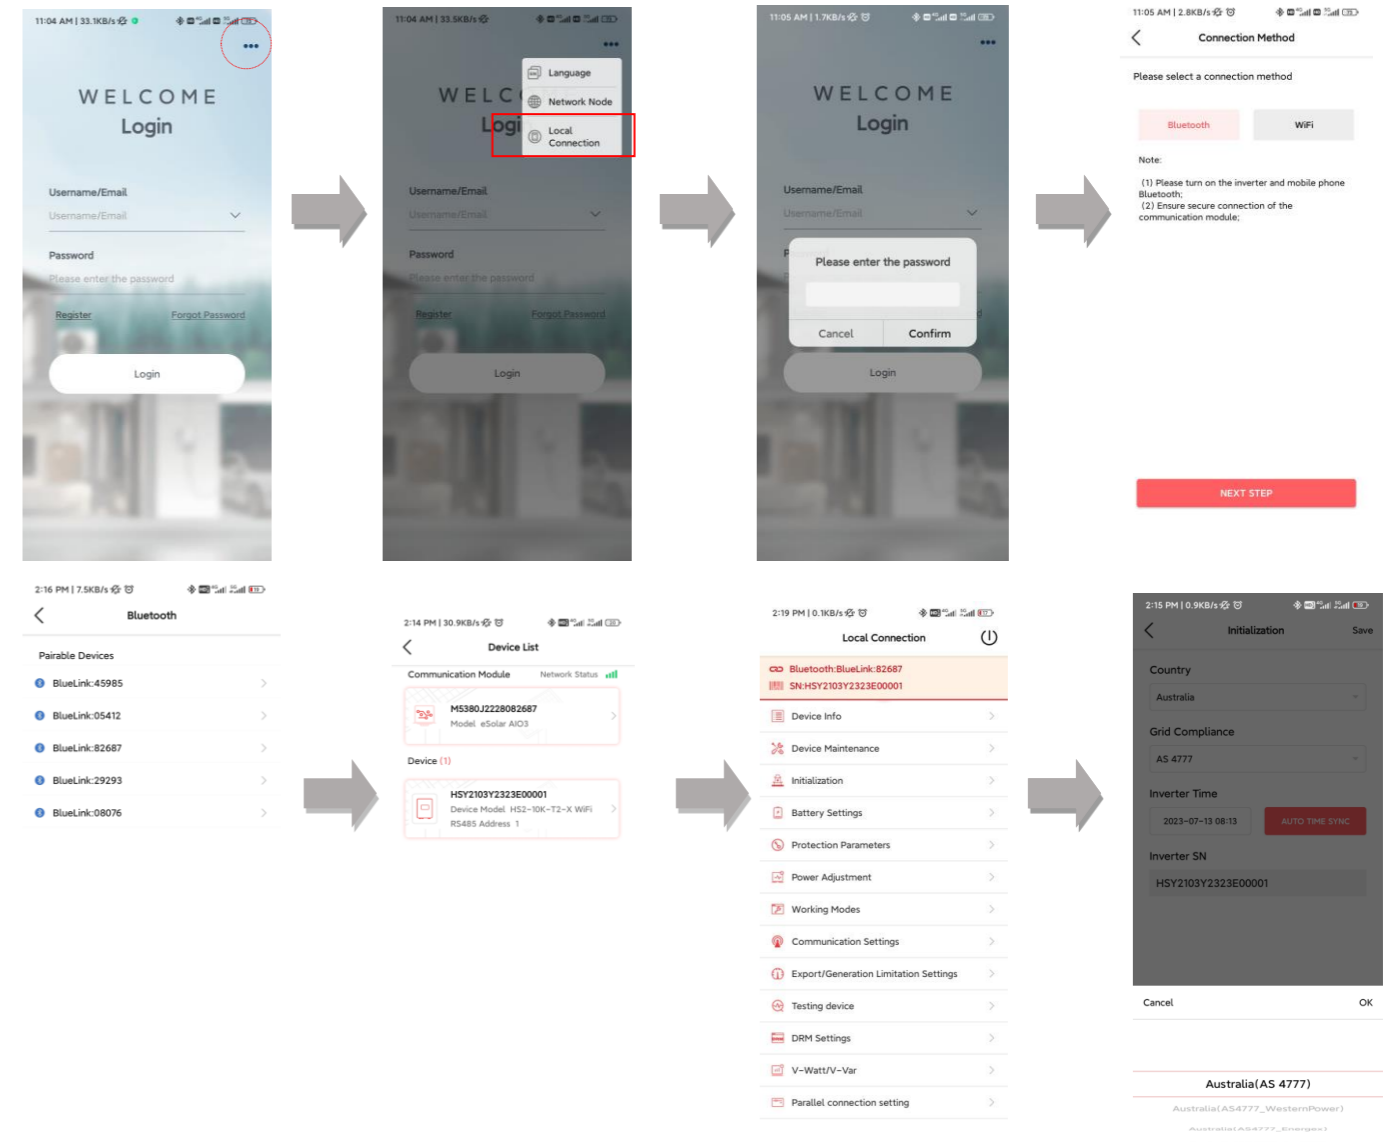 11:04 AM | 33.1KB/s
WELCOME
Login
Username/Email
Username/Email
Password
Please enter the password
Register
Forgot Password
Login
11:04 AM | 33.5KB/s
Language
Network Node
Local
Connection
WELC
Logi
Username/Email
Username/Email
Password
Please enter the password
Register
Forgot Password
Login
11:05 AM | 1.7KB/s
WELCOME
Login
Username/Email
Username/Email
Please enter the password
Cancel
Confirm
Login
11:05 AM | 2.8KB/s
Connection Method
Please select a connection method
Bluetooth
WiFi
Note:
(1) Please turn on the inverter and mobile phone
Bluetooth;
(2) Ensure secure connection of the
communication module;
NEXT STEP
2:16 PM | 7.5KB/s
Bluetooth
Pairable Devices
BlueLink:45985
BlueLink:05412
BlueLink:82687
BlueLink:29293
BlueLink:08076
2:14 PM | 30.9KB/s
Device List
Communication Module Network Status
M5380J2228082687
Model eSolar AIO3
Device (1)
HSY2103Y2323E00001
Device Model HS2-10K-T2-X WiFi
RS485 Address 1
2:19 PM | 0.1KB/s
Local Connection
Bluetooth:BlueLink:82687
SN:HSY2103Y2323E00001
Device Info
Device Maintenance
Initialization
Battery Settings
Protection Parameters
Power Adjustment
Working Modes
Communication Settings
Export/Generation Limitation Settings
Testing device
DRM Settings
V-Watt/V-Var
Parallel connection setting
2:15 PM | 0.9KB/s
Initialization
Save
Country
Australia
Grid Compliance
AS 4777
Inverter Time
2023-07-13 08:13
AUTO TIME SYNC
Inverter SN
HSY2103Y2323E00001
Cancel
OK
Australia(AS 4777)
Australia(AS4777_WesternPower)